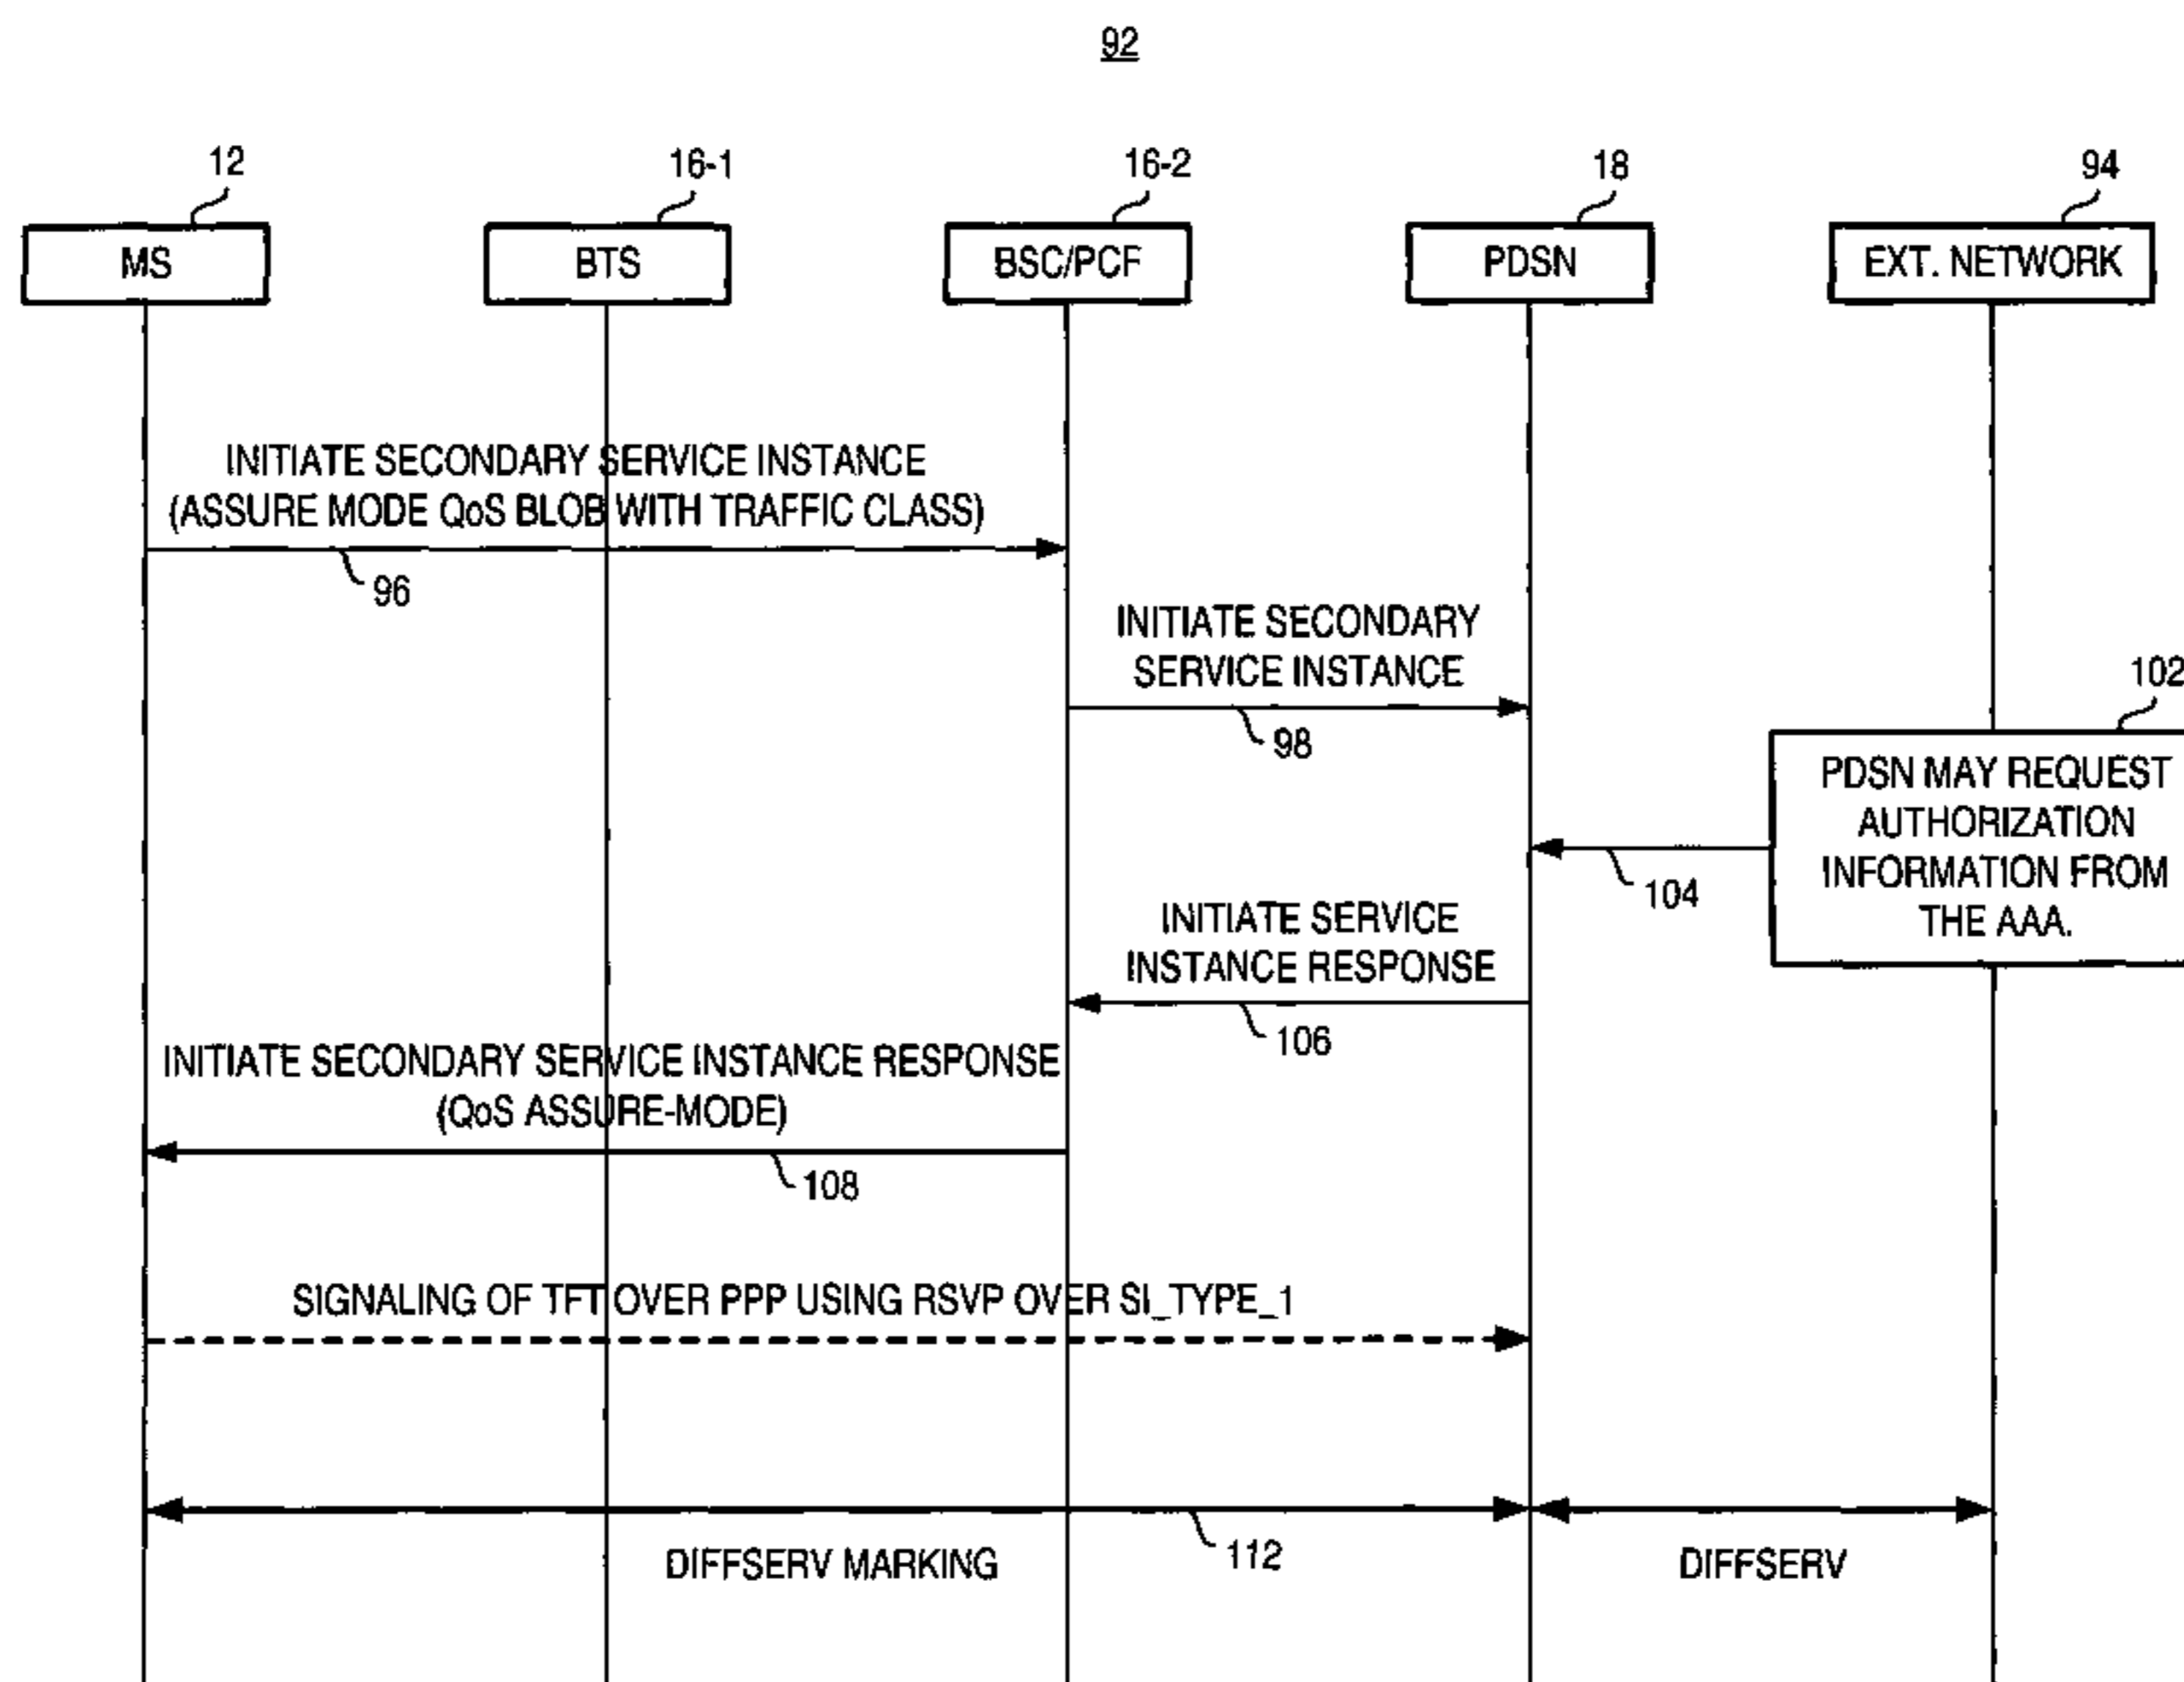 92
12
16-1
16-2
18
94
MS
BTS
BSC/PCF
PDSN
EXT. NETWORK
INITIATE SECONDARY SERVICE INSTANCE
(ASSURE MODE QoS BLOB WITH TRAFFIC CLASS)
96
INITIATE SECONDARY
SERVICE INSTANCE
98
102
PDSN MAY REQUEST
AUTHORIZATION
INFORMATION FROM
THE AAA.
104
INITIATE SERVICE
INSTANCE RESPONSE
106
INITIATE SECONDARY SERVICE INSTANCE RESPONSE
(QoS ASSURE-MODE)
108
SIGNALING OF TFT OVER PPP USING RSVP OVER SI_TYPE_1
112
DIFFSERV MARKING
DIFFSERV